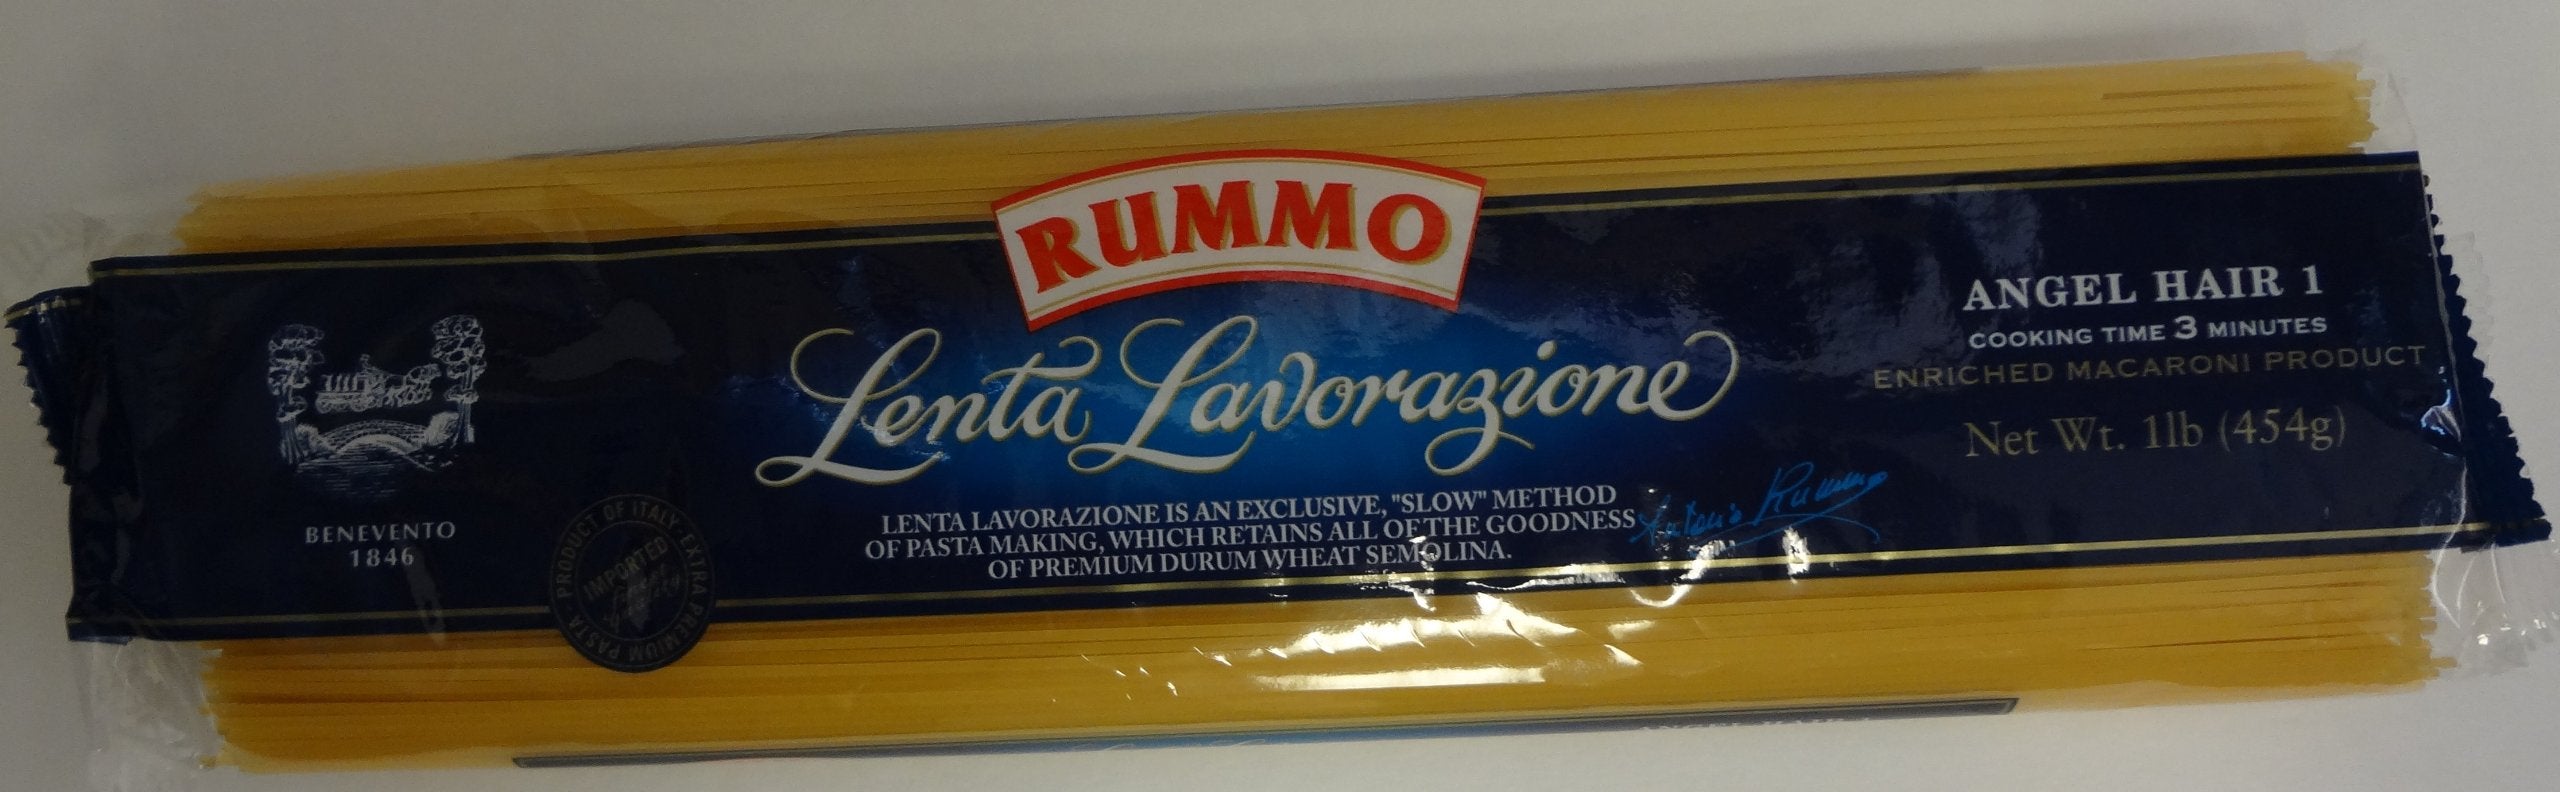 RUMMO
Lenta Lavorazione
LENTA LAVORAZIONE IS AN EXCLUSIVE, "SLOW" METHOD
OF PASTA MAKING, WHICH RETAINS ALL OF THE GOODNESS
OF PREMIUM DURUM WHEAT SEMOLINA.
BENEVENTO
1846
PRODUCT OF ITALY - EXTRA PREMIUM PASTA -
IMPORTED
ANGEL HAIR 1
COOKING TIME 3 MINUTES
ENRICHED MACARONI PRODUCT
Net Wt. 1lb (454g)